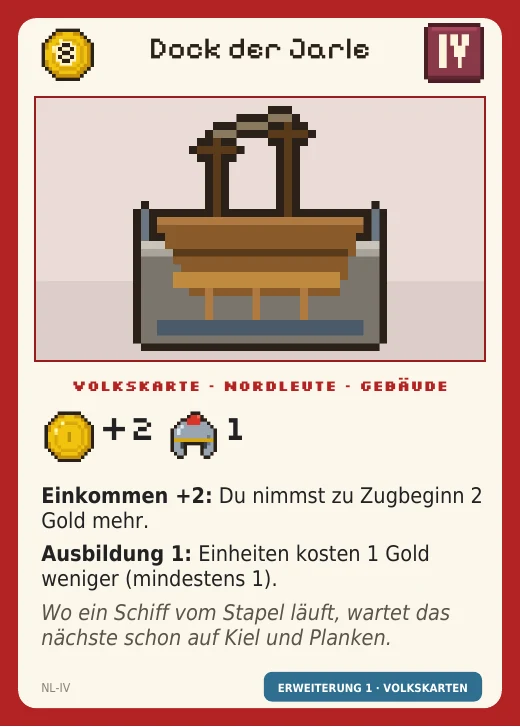 8
Dock der Jarle
IV
VOLKSKARTE · NORDLEUTE · GEBÄUDE
+2 1
Einkommen +2: Du nimmst zu Zugbeginn 2
Gold mehr.
Ausbildung 1: Einheiten kosten 1 Gold
weniger (mindestens 1).
Wo ein Schiff vom Stapel läuft, wartet das
nächste schon auf Kiel und Planken.
NL-IV
ERWEITERUNG 1 · VOLKSKARTEN